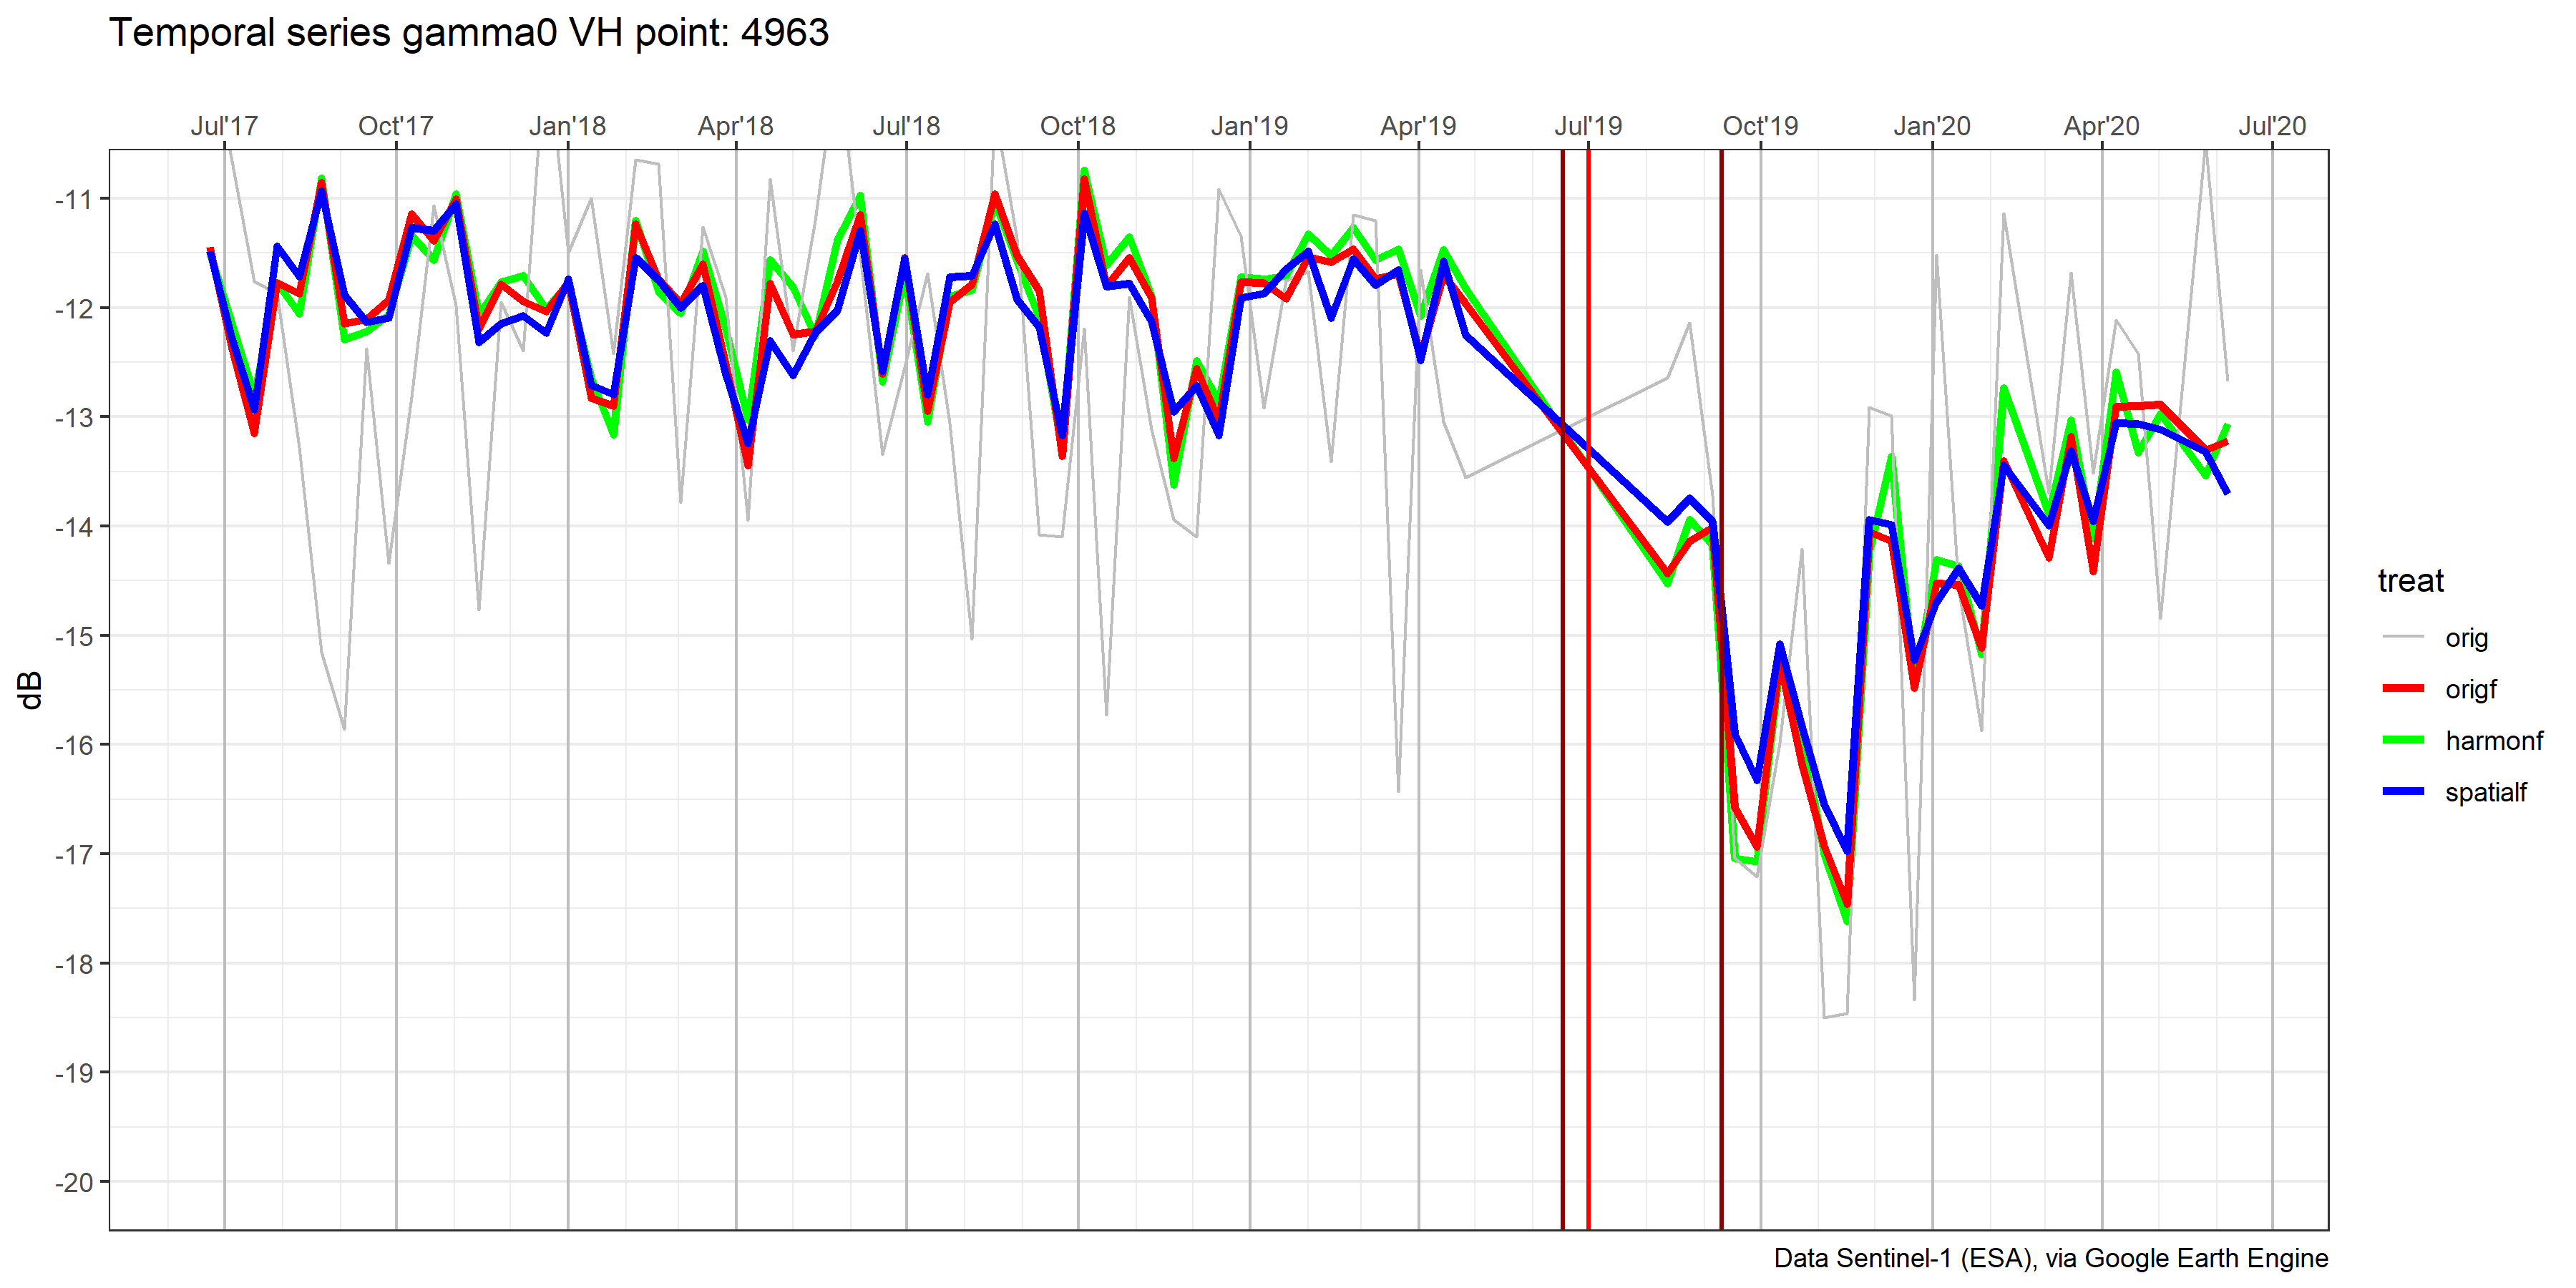 Temporal series gamma0 VH point: 4963
Jul'17 Oct'17 Jan'18 Apr'18 Jul'18 Oct'18 Jan'19 Apr'19 Jul'19 Oct'19 Jan'20 Apr'20 Jul'20
-11
-12
-13
-14
-15
-16
-17
-18
-19
-20
dB
treat
orig
origf
harmonf
spatialf
Data Sentinel-1 (ESA), via Google Earth Engine